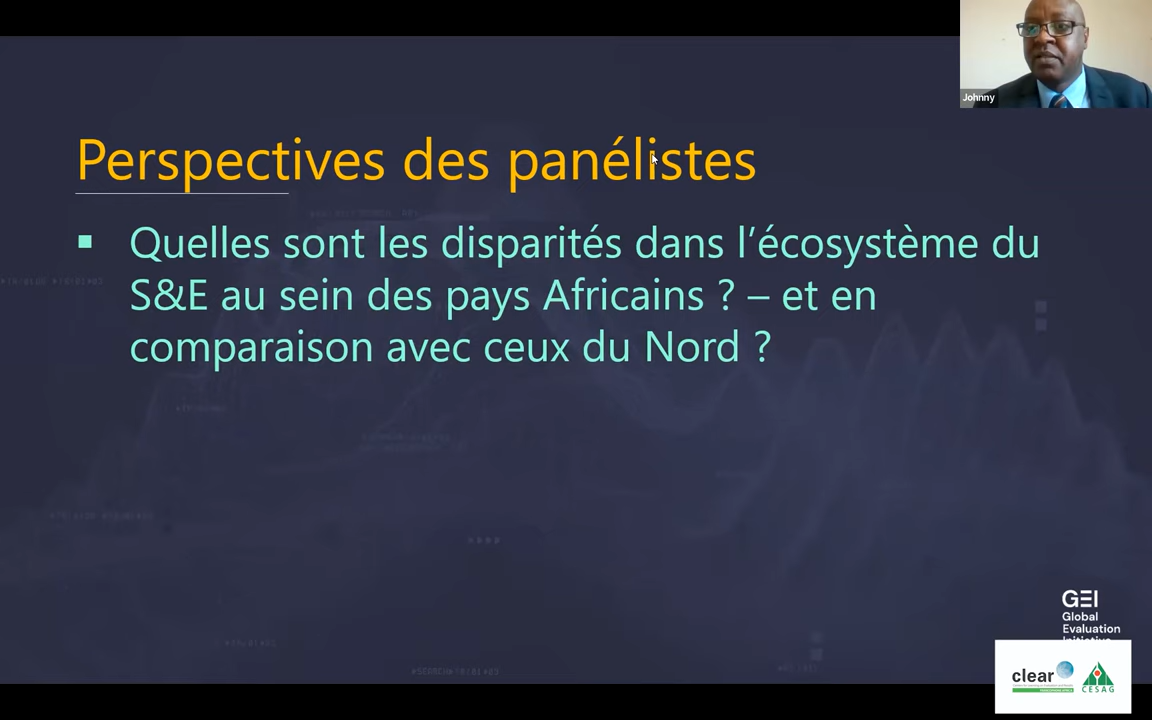 Johnny
Perspectives des panélistes
▪ Quelles sont les disparités dans l’écosystème du
S&E au sein des pays Africains ? – et en
comparaison avec ceux du Nord ?
GEI
Global
Evaluation
clear
CESAG